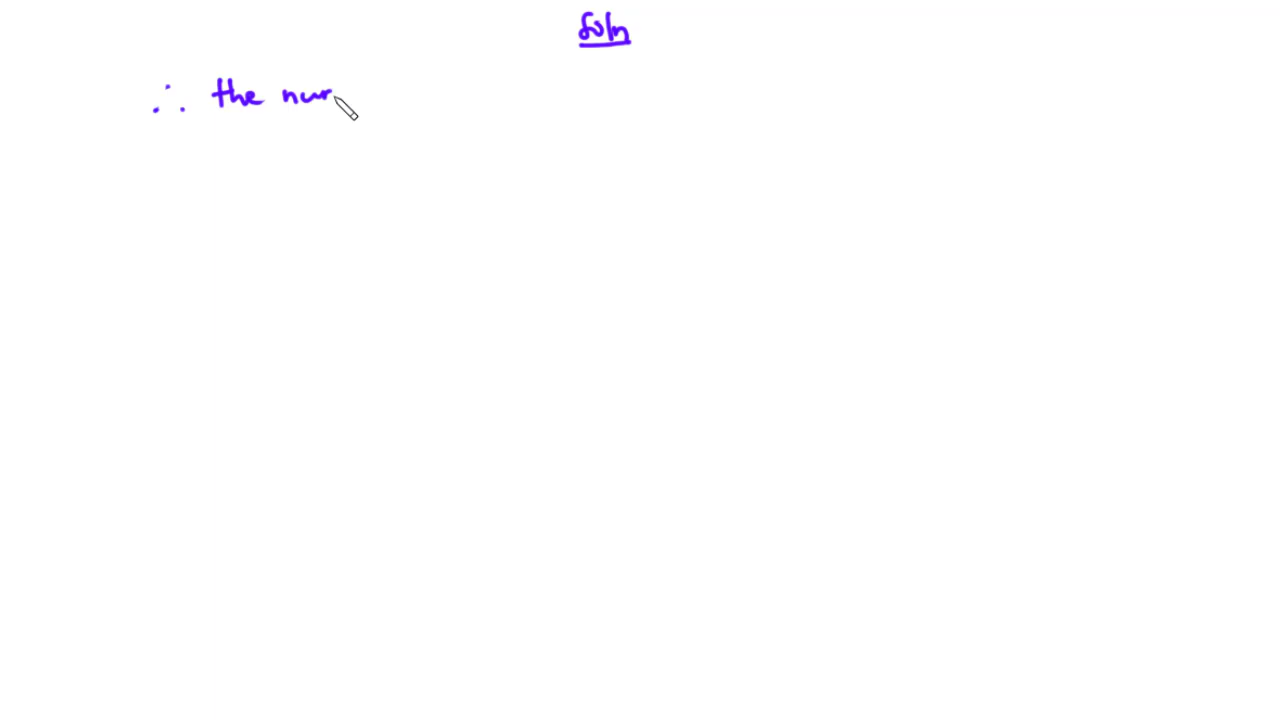 Soln
∴ the nur